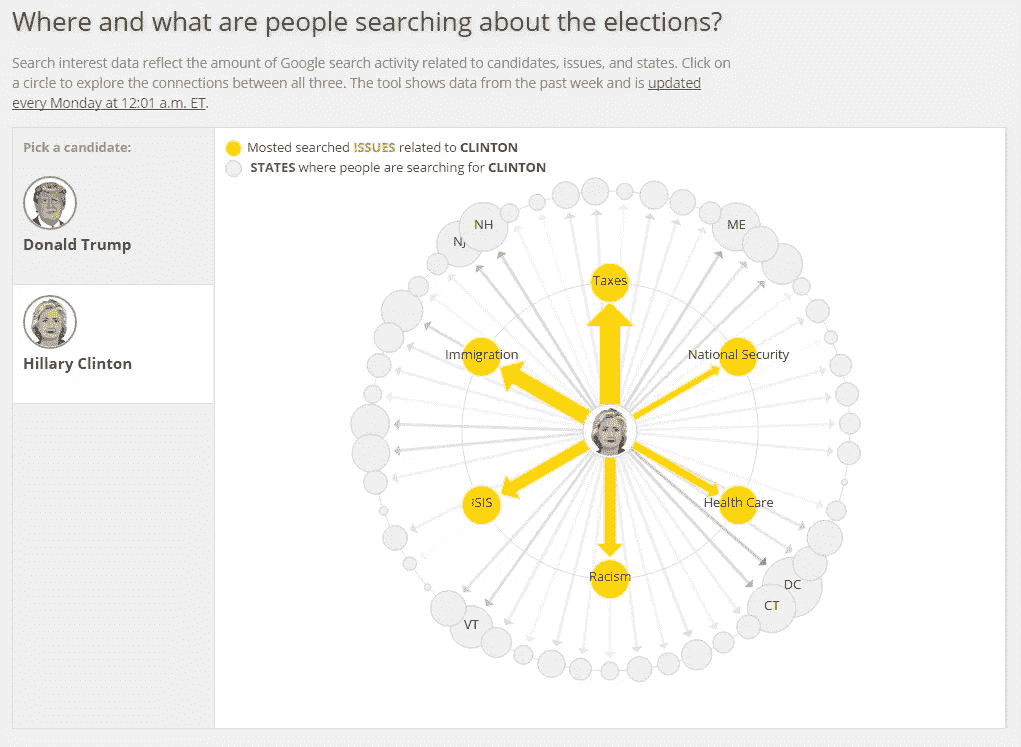 Where and what are people searching about the elections?
Search interest data reflect the amount of Google search activity related to candidates, issues, and states. Click on
a circle to explore the connections between all three. The tool shows data from the past week and is updated
every Monday at 12:01 a.m. ET.
Pick a candidate:
Donald Trump
Hillary Clinton
Mosted searched ISSUES related to CLINTON
STATES where people are searching for CLINTON
NH
NJ
ME
Taxes
Immigration
National Security
ISIS
Health Care
Racism
DC
CT
VT